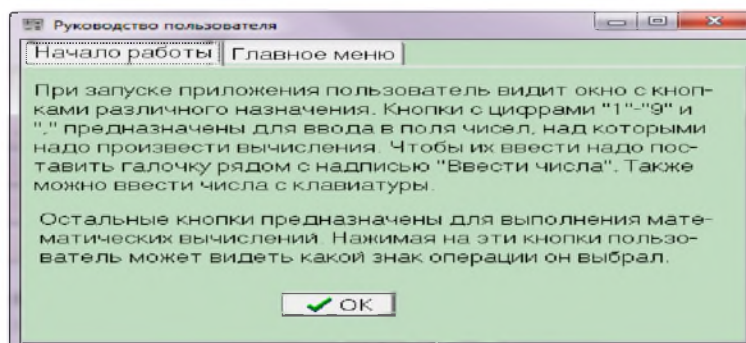 Руководство пользователя
Начало работы Главное меню
При запуске приложения пользователь видит окно с кноп-
ками различного назначения. Кнопки с цифрами "1"-"9" и
"," предназначены для ввода в поля чисел, над которыми
надо произвести вычисления. Чтобы их ввести надо пос-
тавить галочку рядом с надписью "Ввести числа". Также
можно ввести числа с клавиатуры.
Остальные кнопки предназначены для выполнения мате-
матических вычислений. Нажимая на эти кнопки пользо-
ватель может видеть какой знак операции он выбрал.
OK